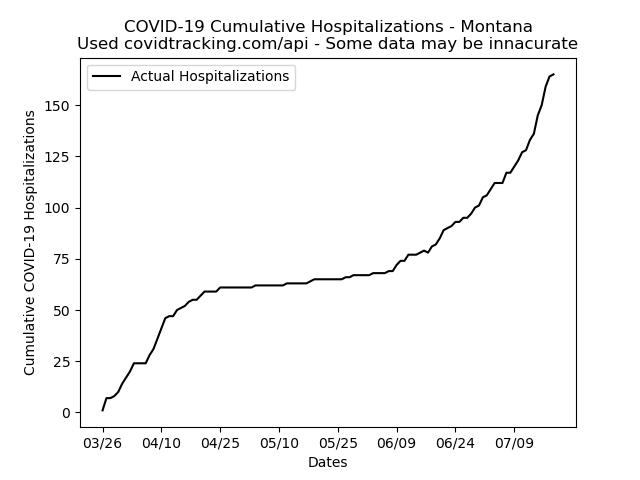 COVID-19 Cumulative Hospitalizations - Montana
Used covidtracking.com/api - Some data may be innacurate
Actual Hospitalizations
Cumulative COVID-19 Hospitalizations
150
125
100
75
50
25
0
03/26 04/10 04/25 05/10 05/25 06/09 06/24 07/09
Dates